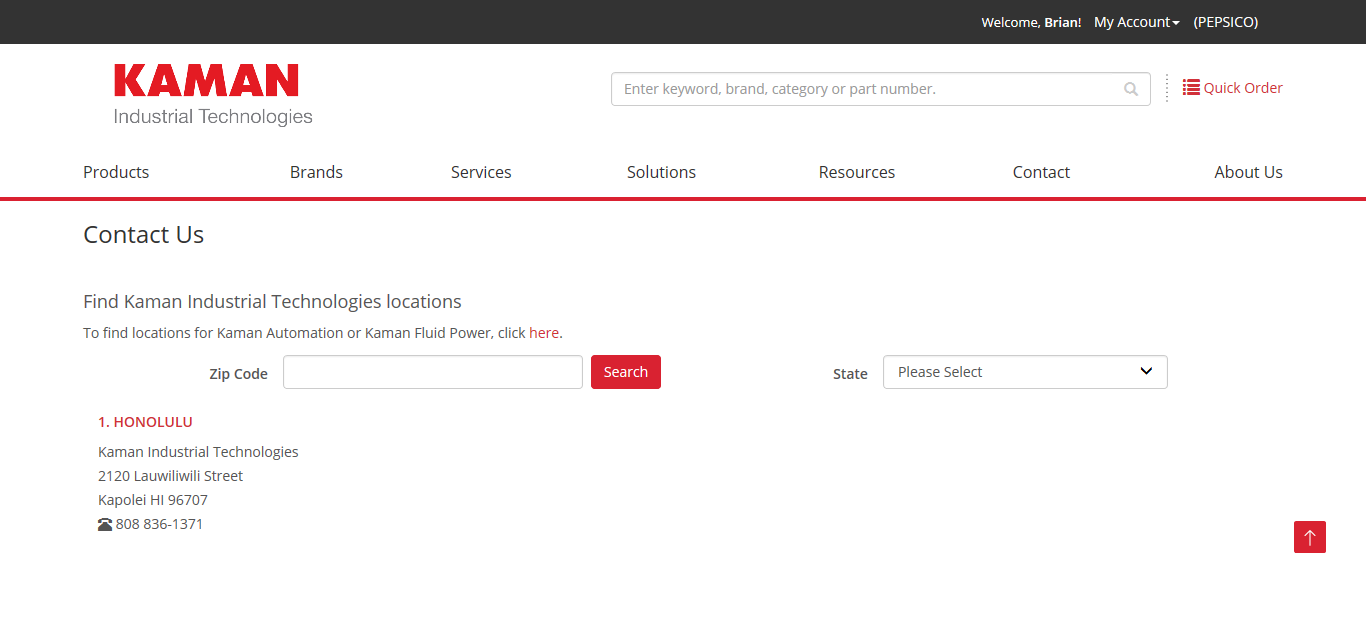 Welcome, Brian! My Account (PEPSICO)
KAMAN
Industrial Technologies
Enter keyword, brand, category or part number.
Quick Order
Products Brands Services Solutions Resources Contact About Us
Contact Us
Find Kaman Industrial Technologies locations
To find locations for Kaman Automation or Kaman Fluid Power, click here.
Zip Code Search State Please Select
1. HONOLULU
Kaman Industrial Technologies
2120 Lauwiliwili Street
Kapolei HI 96707
808 836-1371